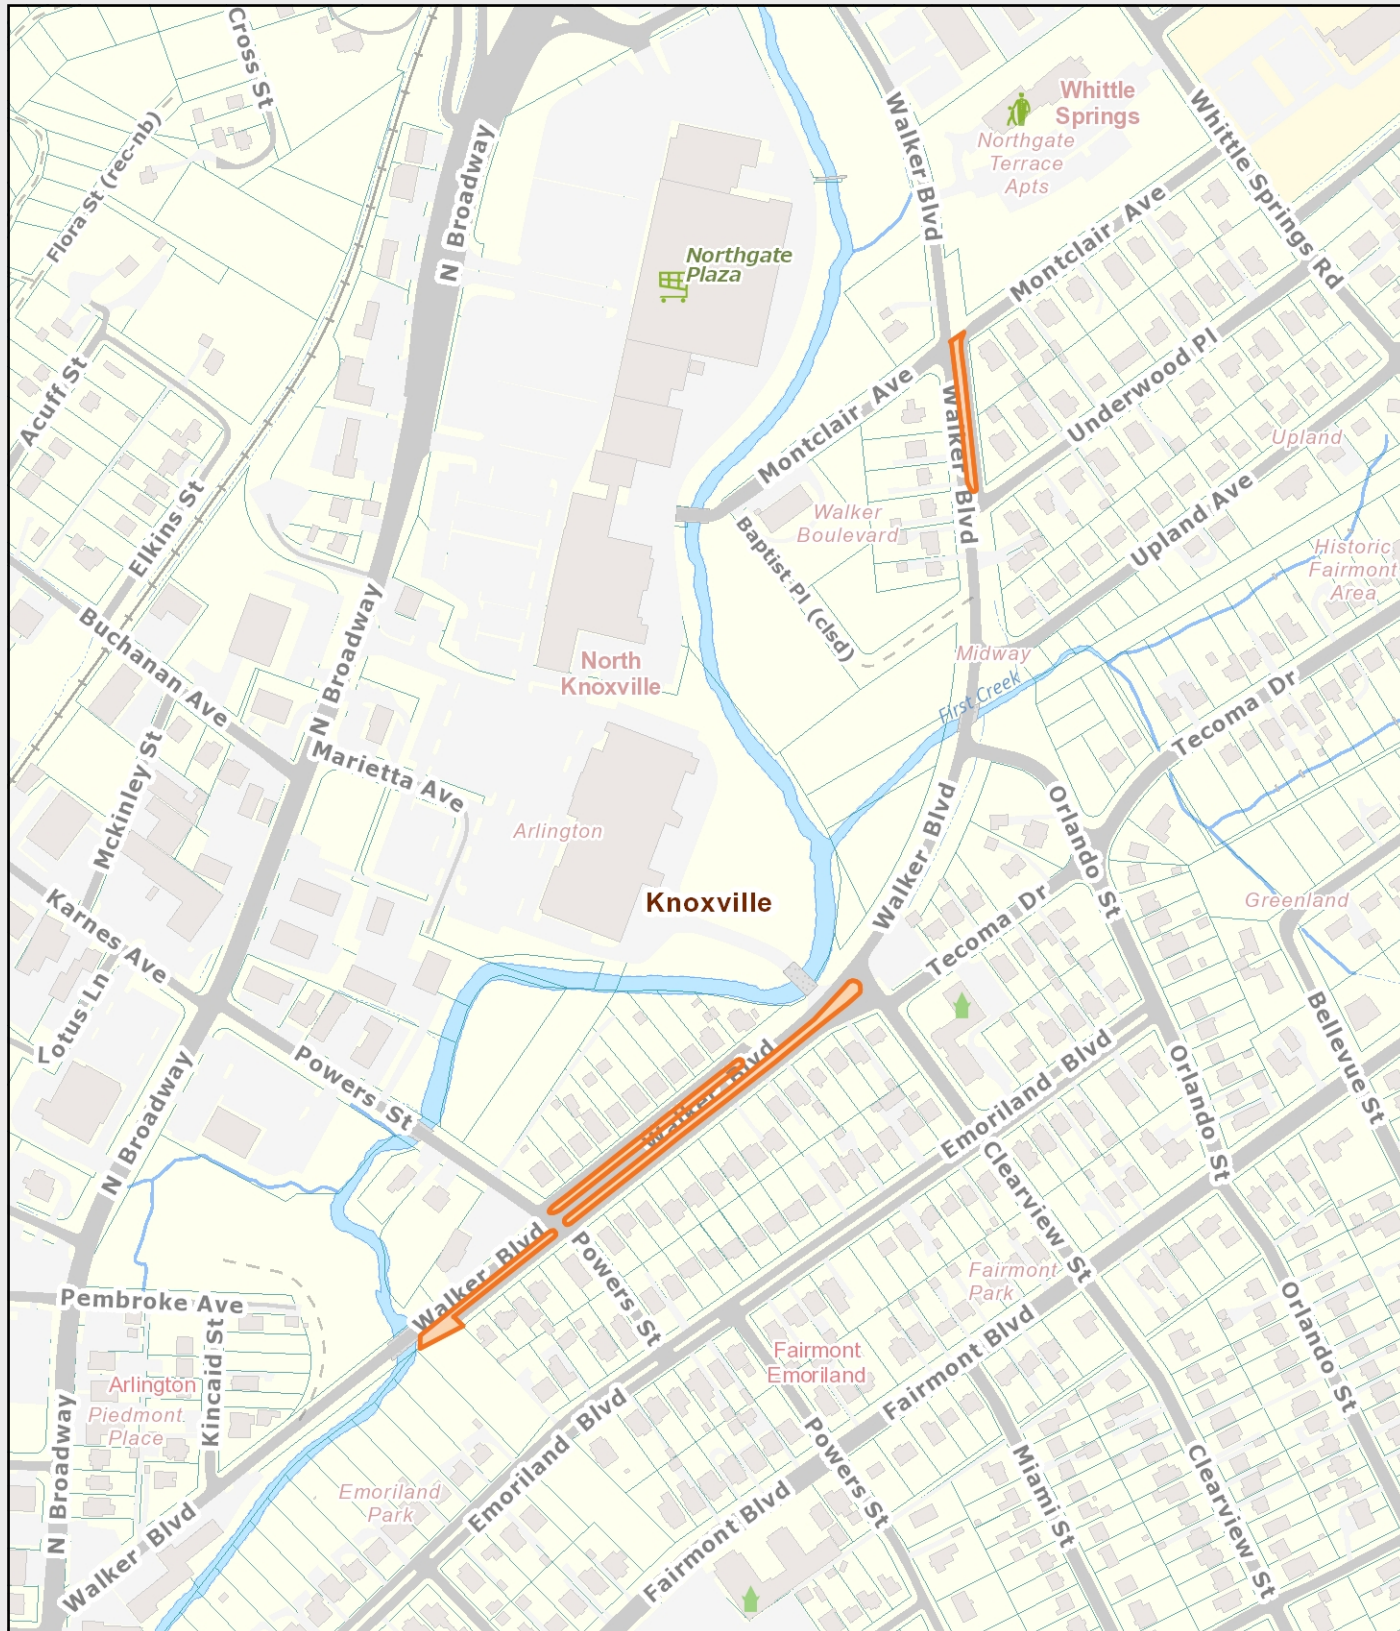 Cross St
Flora St (rec-nb)
N Broadway
Walker Blvd
Whittle
Springs
Northgate
Terrace
Apts
Whittle Springs Rd
Montclair Ave
Northgate
Plaza
Acuff St
Montclair Ave
Walker Blvd
Underwood Pl
Upland
Elkins St
Walker
Boulevard
Baptist Pl (clsd)
Upland Ave
Historic
Fairmont
Area
Buchanan Ave
N Broadway
North
Knoxville
Midway
First Creek
Tecoma Dr
Mckinley St
Marietta Ave
Arlington
Walker Blvd
Orlando St
Knoxville
Karnes Ave
Tecoma Dr
Greenland
Lotus Ln
N Broadway
Powers St
Walker Blvd
Emoriland Blvd
Orlando St
Bellevue St
Walker Blvd
Powers St
Clearview St
Fairmont
Park
Orlando St
Pembroke Ave
Kincaid St
Arlington
Piedmont
Place
Fairmont
Emoriland
Fairmont Blvd
N Broadway
Emoriland
Park
Emoriland Blvd
Powers St
Miami St
Clearview St
Walker Blvd
Fairmont Blvd